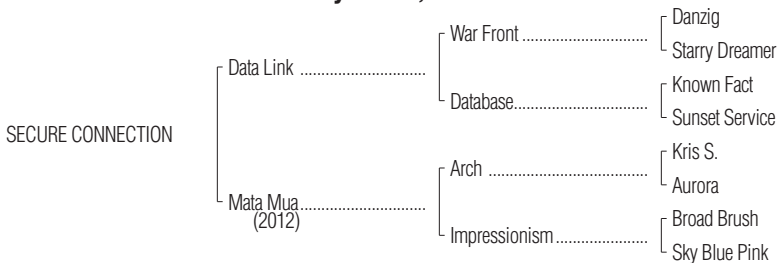 Danzig
War Front ..............................
Starry Dreamer
Data Link ..............................
Known Fact
Database..............................
Sunset Service
SECURE CONNECTION
Kris S.
Arch ..............................
Aurora
Mata Mua..............................
(2012)
Broad Brush
Impressionism..............................
Sky Blue Pink